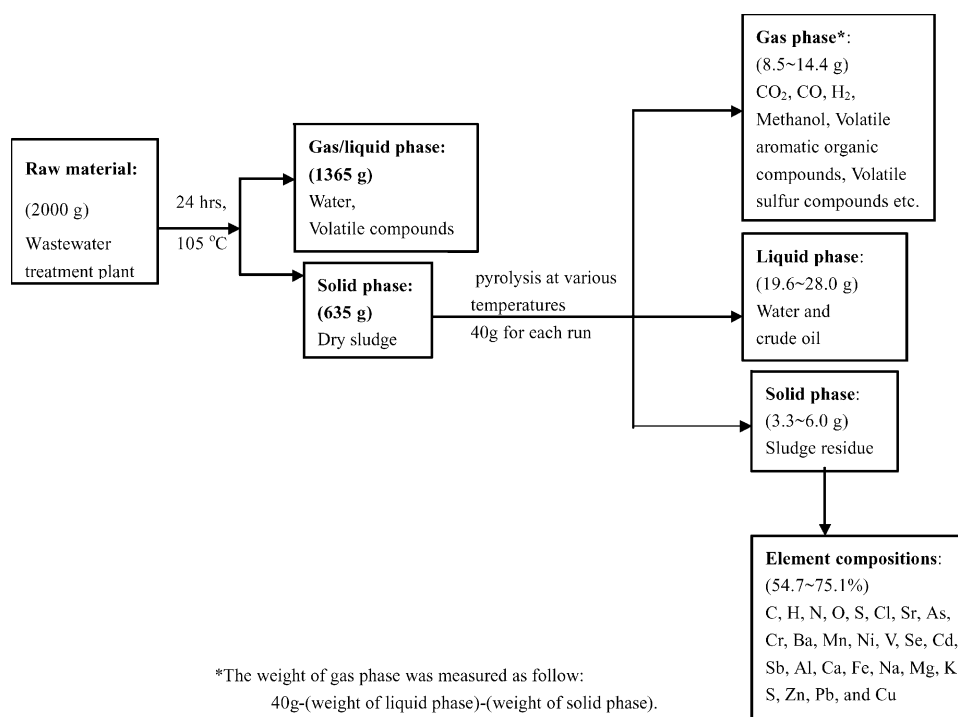 Raw material:
(2000 g)
Wastewater
treatment plant
24 hrs,
105 °C
Gas/liquid phase:
(1365 g)
Water,
Volatile compounds
Solid phase:
(635 g)
Dry sludge
pyrolysis at various
temperatures
40g for each run
Gas phase*:
(8.5~14.4 g)
CO₂, CO, H₂,
Methanol, Volatile
aromatic organic
compounds, Volatile
sulfur compounds etc.
Liquid phase:
(19.6~28.0 g)
Water and
crude oil
Solid phase:
(3.3~6.0 g)
Sludge residue
Element compositions:
(54.7~75.1%)
C, H, N, O, S, Cl, Sr, As,
Cr, Ba, Mn, Ni, V, Se, Cd,
Sb, Al, Ca, Fe, Na, Mg, K
S, Zn, Pb, and Cu
*The weight of gas phase was measured as follow:
40g-(weight of liquid phase)-(weight of solid phase).